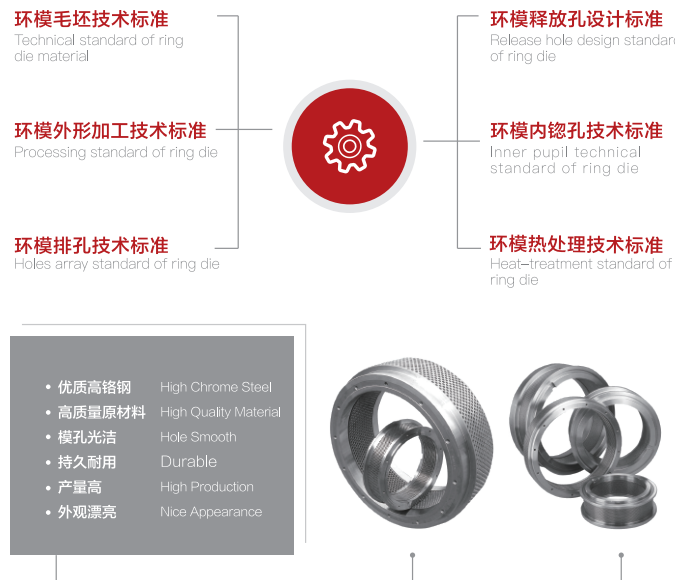 环模毛坯技术标准
Technical standard of ring
die material
环模外形加工技术标准
Processing standard of ring die
环模排孔技术标准
Holes array standard of ring die
环模释放孔设计标准
Release hole design standard
of ring die
环模内锪孔技术标准
Inner pupil technical
standard of ring die
环模热处理技术标准
Heat-treatment standard of
ring die
• 优质高铬钢 High Chrome Steel
• 高质量原材料 High Quality Material
• 模孔光洁 Hole Smooth
• 持久耐用 Durable
• 产量高 High Production
• 外观漂亮 Nice Appearance